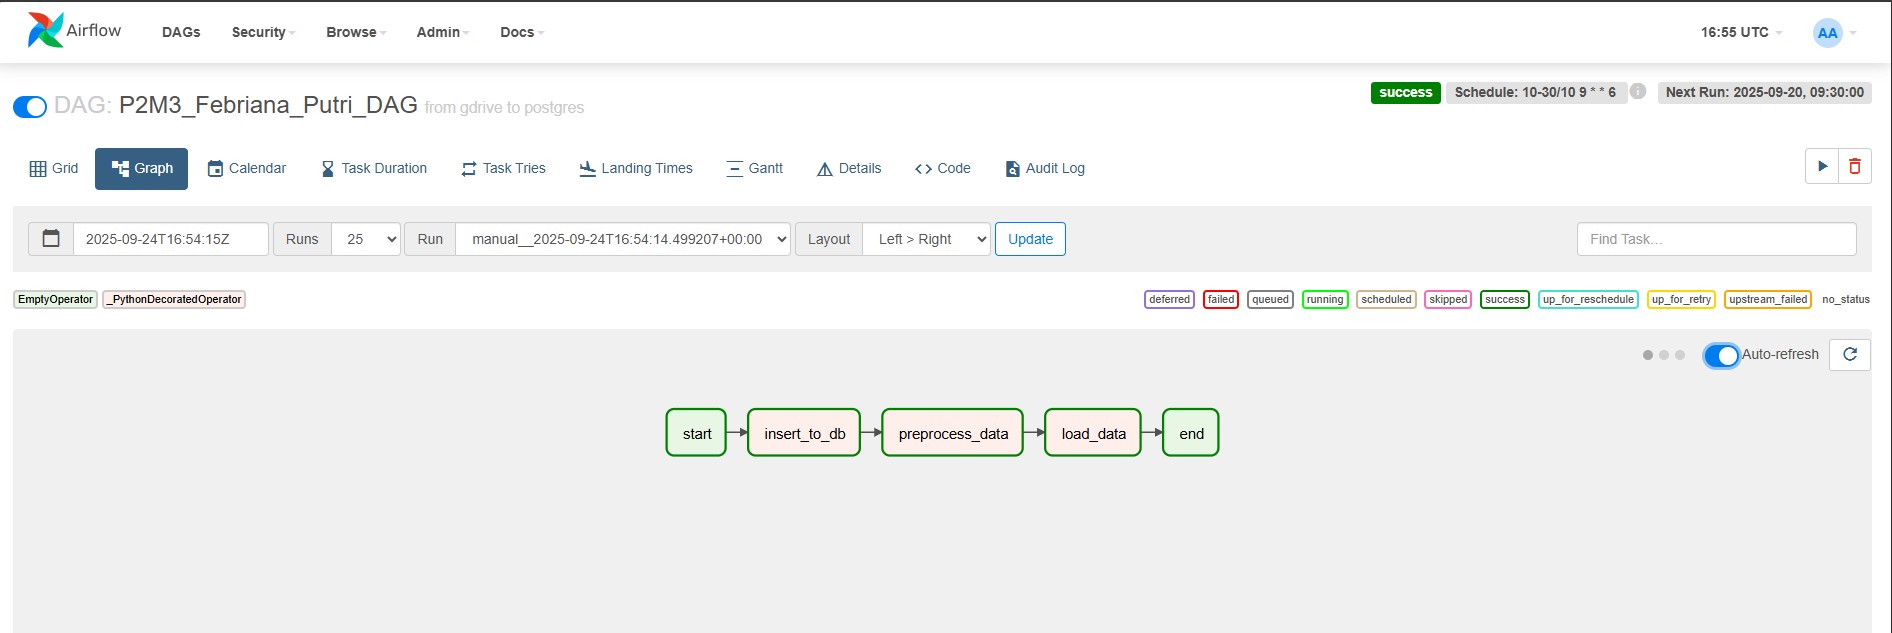 Airflow DAGs Security Browse Admin Docs 16:55 UTC AA
DAG: P2M3_Febriana_Putri_DAG from gdrive to postgres success Schedule: 10-30/10 9 * * 6 i Next Run: 2025-09-20, 09:30:00
Grid Graph Calendar Task Duration Task Tries Landing Times Gantt Details Code Audit Log
2025-09-24T16:54:15Z Runs 25 Run manual__2025-09-24T16:54:14.499207+00:00 Layout Left > Right Update Find Task...
EmptyOperator _PythonDecoratedOperator deferred failed queued running scheduled skipped success up_for_reschedule up_for_retry upstream_failed no_status
Auto-refresh
start insert_to_db preprocess_data load_data end